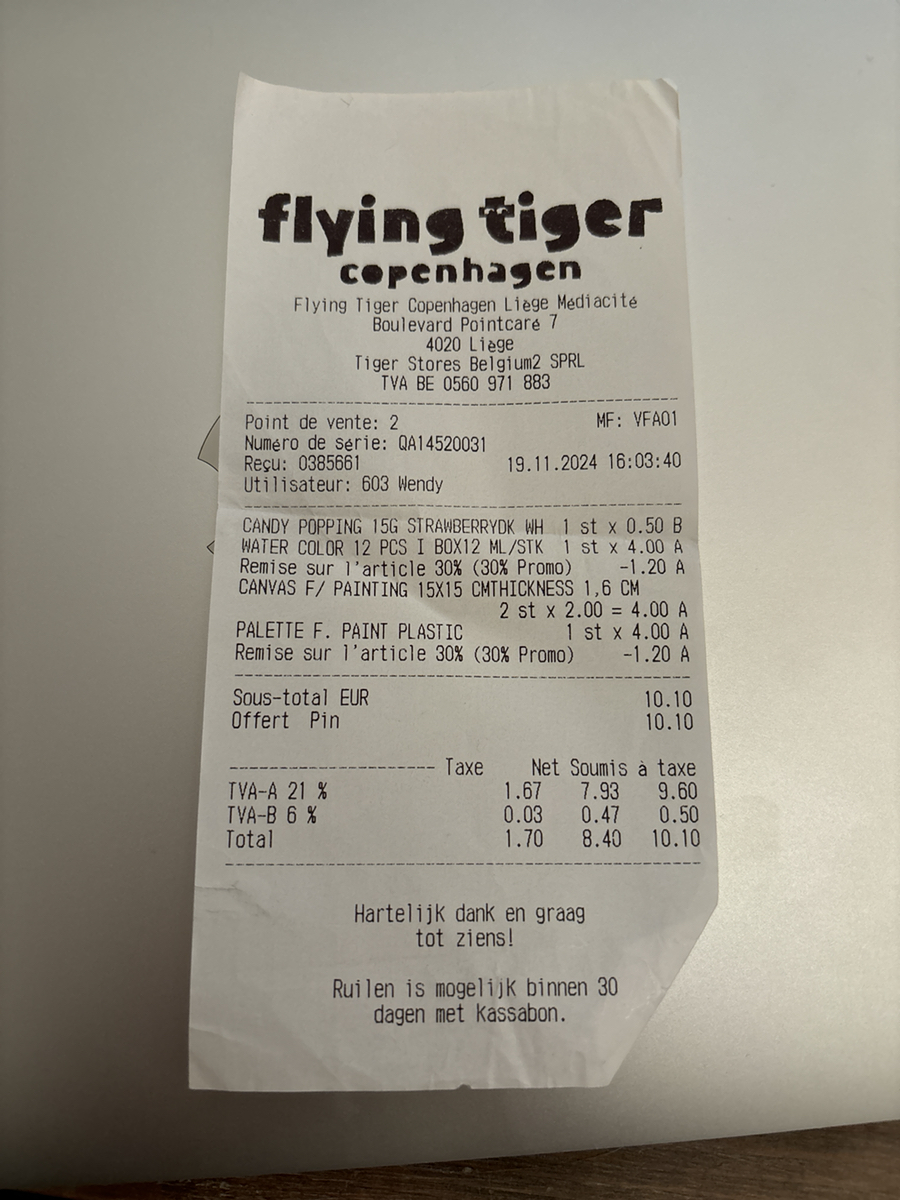 flying tiger
copenhagen
Flying Tiger Copenhagen Liège Médiacité
Boulevard Pointcaré 7
4020 Liège
Tiger Stores Belgium2 SPRL
TVA BE 0560 971 883
Point de vente: 2 MF: VFA01
Numéro de série: QA14520031
Reçu: 0385661 19.11.2024 16:03:40
Utilisateur: 603 Wendy
CANDY POPPING 15G STRAWBERRYDK WH 1 st x 0.50 B
WATER COLOR 12 PCS I BOX12 ML/STK 1 st x 4.00 A
Remise sur l'article 30% (30% Promo) -1.20 A
CANVAS F/ PAINTING 15X15 CMTHICKNESS 1,6 CM
2 st x 2.00 = 4.00 A
PALETTE F. PAINT PLASTIC 1 st x 4.00 A
Remise sur l'article 30% (30% Promo) -1.20 A
Sous-total EUR 10.10
Offert Pin 10.10
-------------------- Taxe Net Soumis à taxe
TVA-A 21 % 1.67 7.93 9.60
TVA-B 6 % 0.03 0.47 0.50
Total 1.70 8.40 10.10
Hartelijk dank en graag
tot ziens!
Ruilen is mogelijk binnen 30
dagen met kassabon.